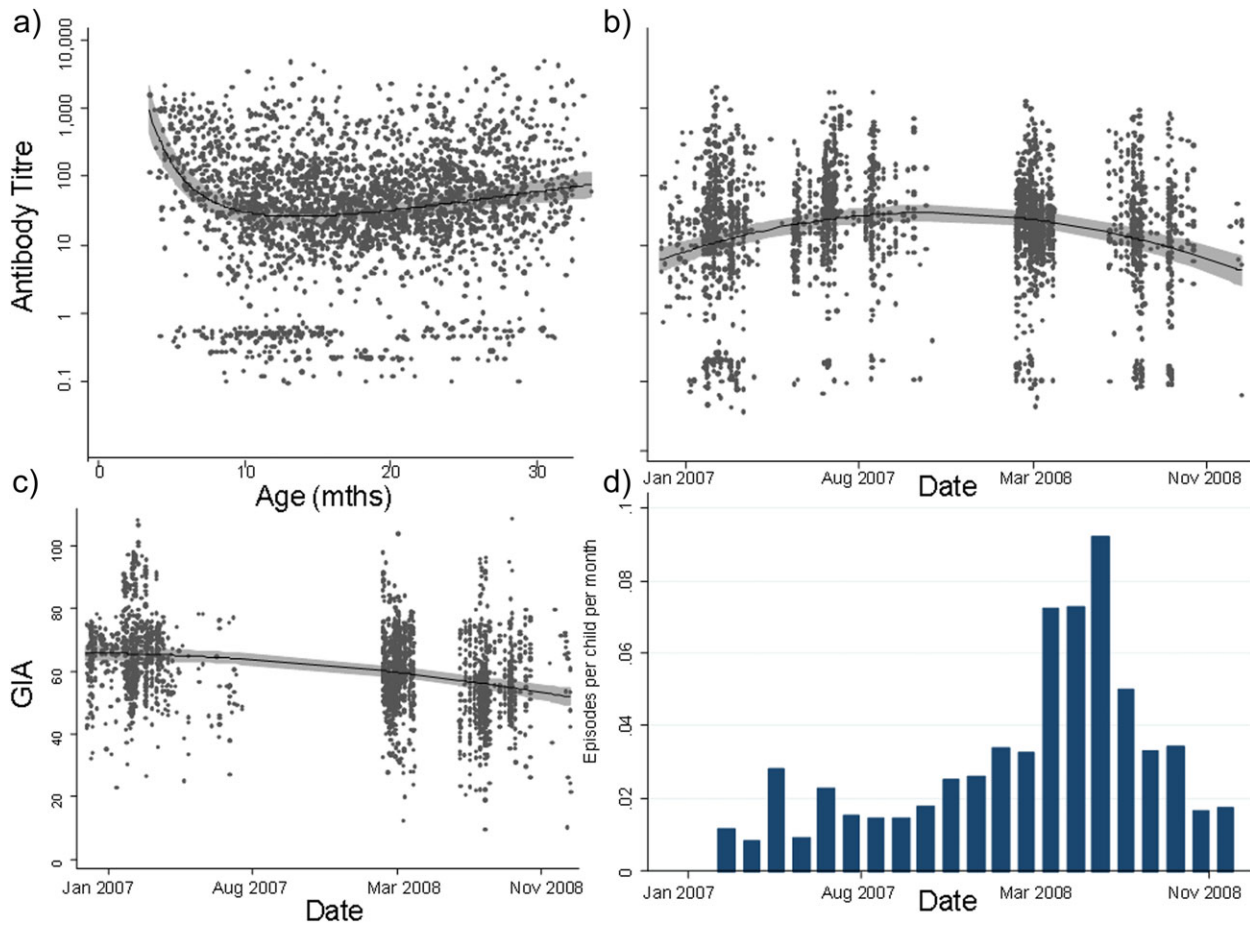 a)
Antibody Titre
10,000
1,000
100
10
1
0.1
0
10
20
30
Age (mths)
b)
Jan 2007
Aug 2007
Mar 2008
Nov 2008
Date
c)
GIA
100
80
60
40
20
0
Jan 2007
Aug 2007
Mar 2008
Nov 2008
Date
d)
Episodes per child per month
.1
.08
.06
.04
.02
0
Jan 2007
Aug 2007
Mar 2008
Nov 2008
Date